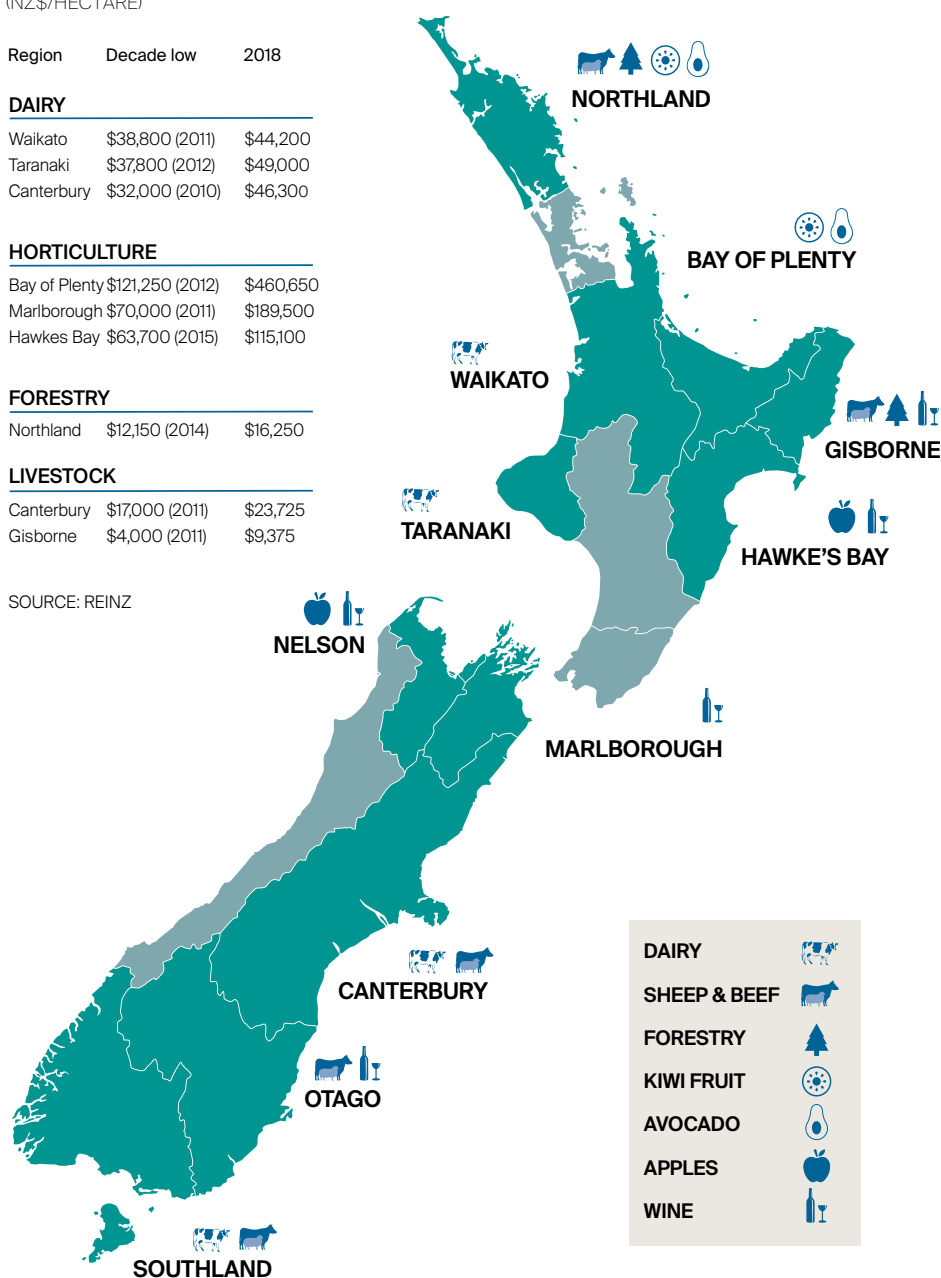 (NZ$/HECTARE)
Region Decade low 2018
DAIRY
Waikato $38,800 (2011) $44,200
Taranaki $37,800 (2012) $49,000
Canterbury $32,000 (2010) $46,300
HORTICULTURE
Bay of Plenty $121,250 (2012) $460,650
Marlborough $70,000 (2011) $189,500
Hawkes Bay $63,700 (2015) $115,100
FORESTRY
Northland $12,150 (2014) $16,250
LIVESTOCK
Canterbury $17,000 (2011) $23,725
Gisborne $4,000 (2011) $9,375
SOURCE: REINZ
NORTHLAND
BAY OF PLENTY
WAIKATO
GISBORNE
TARANAKI
HAWKE'S BAY
NELSON
MARLBOROUGH
CANTERBURY
OTAGO
SOUTHLAND
DAIRY
SHEEP & BEEF
FORESTRY
KIWI FRUIT
AVOCADO
APPLES
WINE